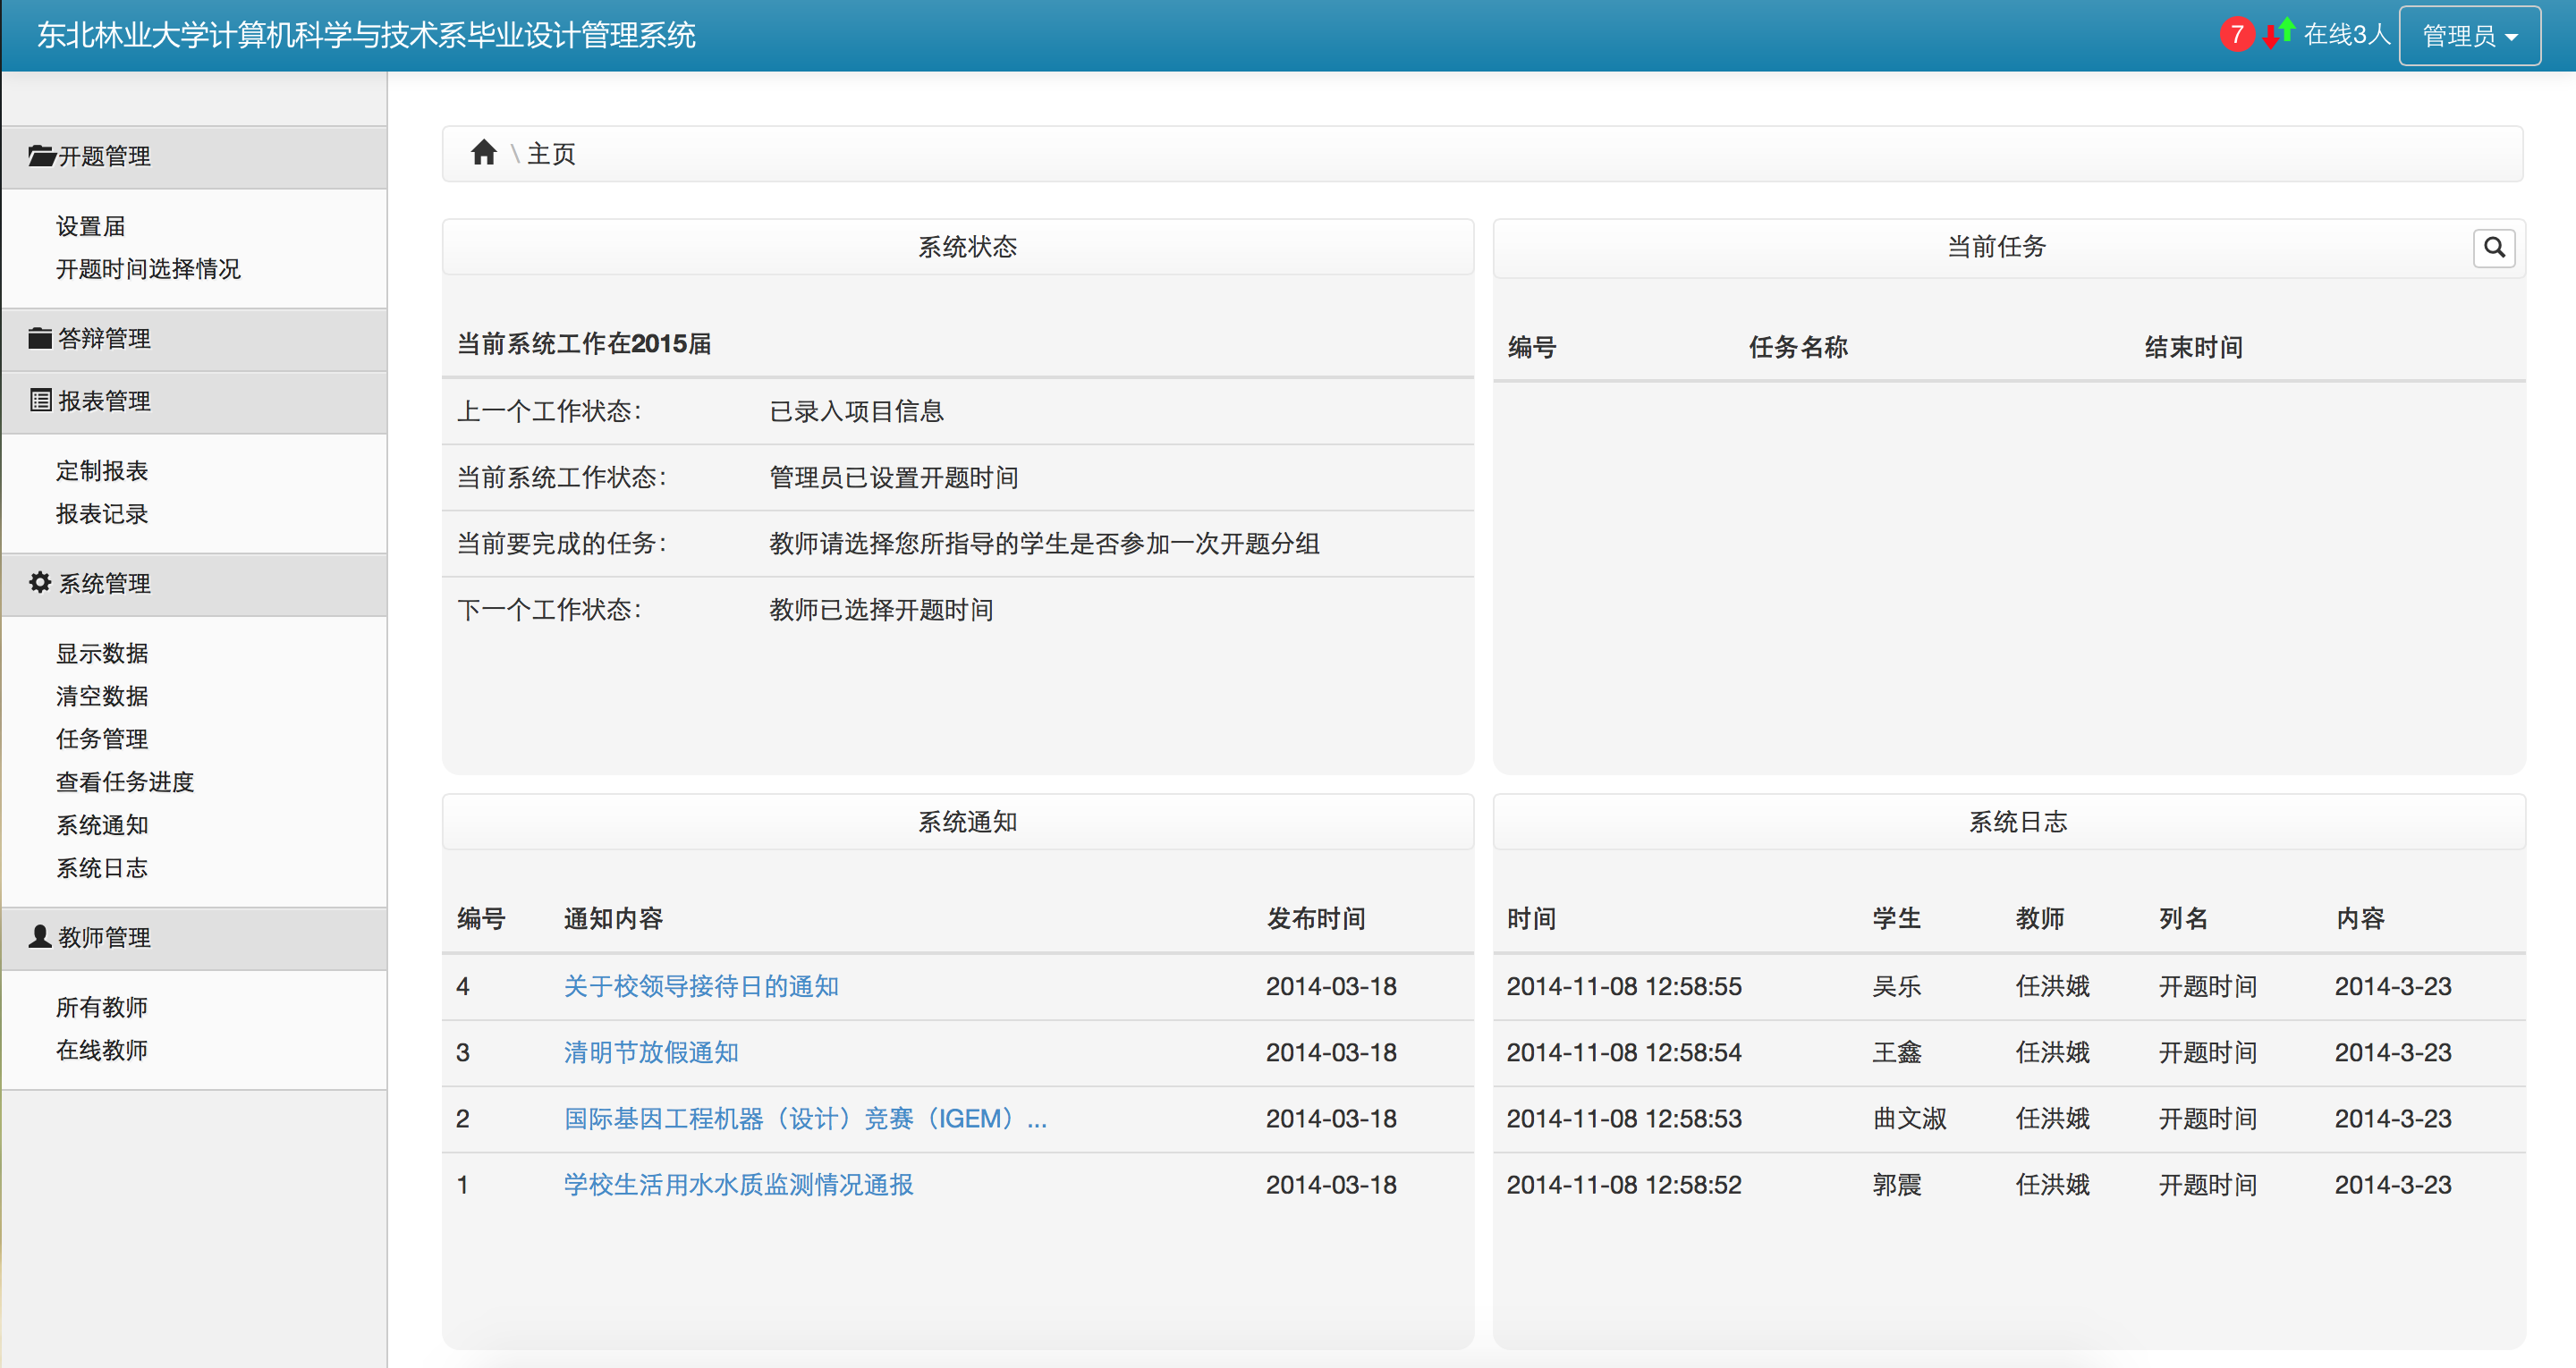 东北林业大学计算机科学与技术系毕业设计管理系统
7 在线3人 管理员
开题管理
设置届
开题时间选择情况
答辩管理
报表管理
定制报表
报表记录
系统管理
显示数据
清空数据
任务管理
查看任务进度
系统通知
系统日志
教师管理
所有教师
在线教师
\ 主页
系统状态
当前系统工作在2015届
上一个工作状态: 已录入项目信息
当前系统工作状态: 管理员已设置开题时间
当前要完成的任务: 教师请选择您所指导的学生是否参加一次开题分组
下一个工作状态: 教师已选择开题时间
当前任务
编号 任务名称 结束时间
系统通知
编号 通知内容 发布时间
4 关于校领导接待日的通知 2014-03-18
3 清明节放假通知 2014-03-18
2 国际基因工程机器（设计）竞赛（IGEM）... 2014-03-18
1 学校生活用水水质监测情况通报 2014-03-18
系统日志
时间 学生 教师 列名 内容
2014-11-08 12:58:55 吴乐 任洪娥 开题时间 2014-3-23
2014-11-08 12:58:54 王鑫 任洪娥 开题时间 2014-3-23
2014-11-08 12:58:53 曲文淑 任洪娥 开题时间 2014-3-23
2014-11-08 12:58:52 郭震 任洪娥 开题时间 2014-3-23